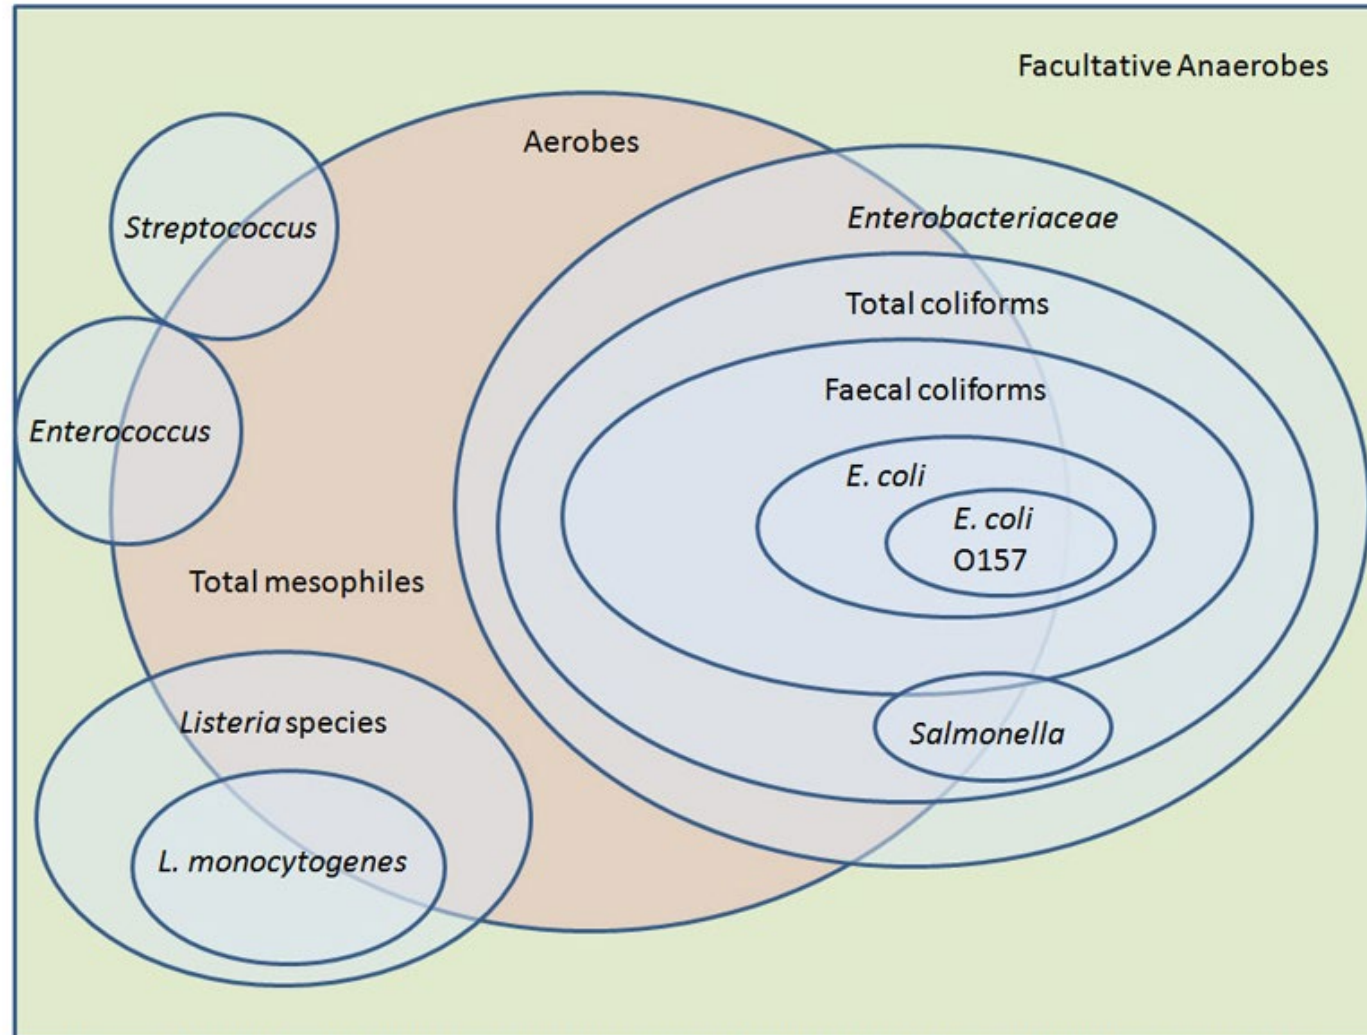 Facultative Anaerobes
Aerobes
Streptococcus
Enterobacteriaceae
Total coliforms
Faecal coliforms
Enterococcus
E. coli
E. coli
O157
Total mesophiles
Listeria species
Salmonella
L. monocytogenes